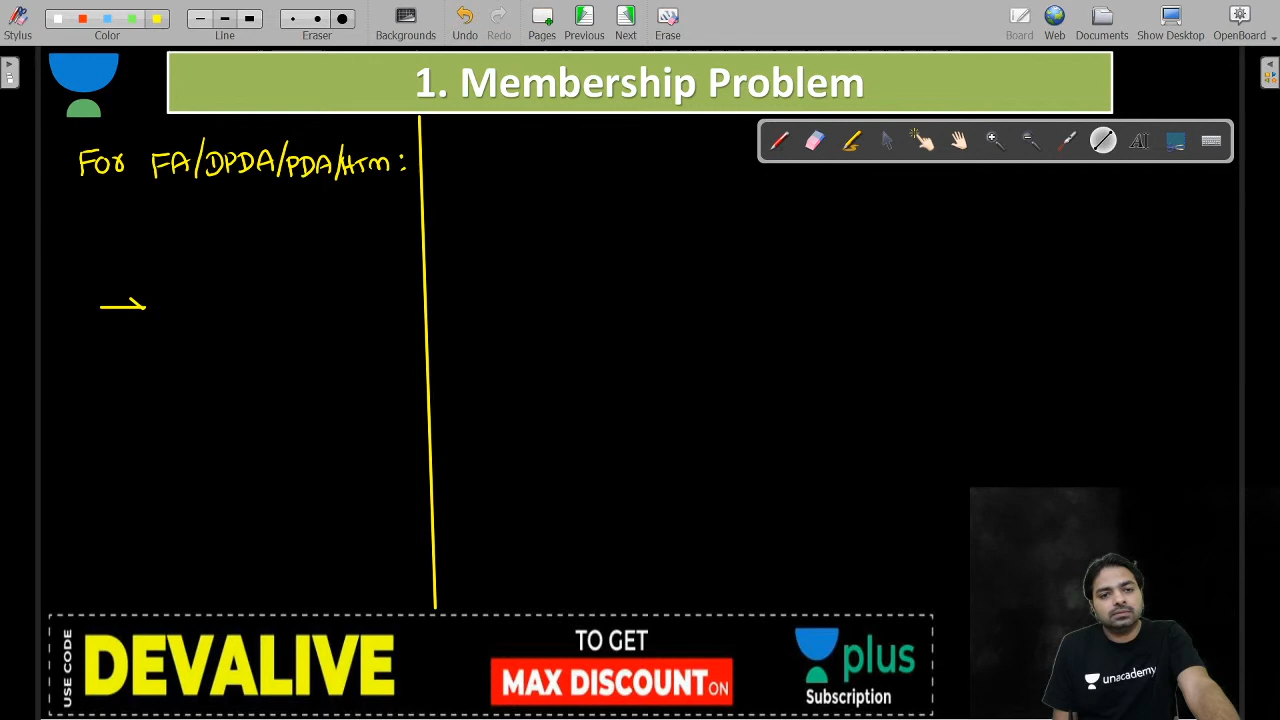 Stylus
Color
Line
Eraser
Backgrounds
Undo
Redo
Pages
Previous
Next
Erase
Board
Web
Documents
Show Desktop
OpenBoard
1. Membership Problem
For FA/DPDA/PDA/HTM:
USE CODE
DEVALIVE
TO GET
MAX DISCOUNT ON
plus
Subscription
unacademy